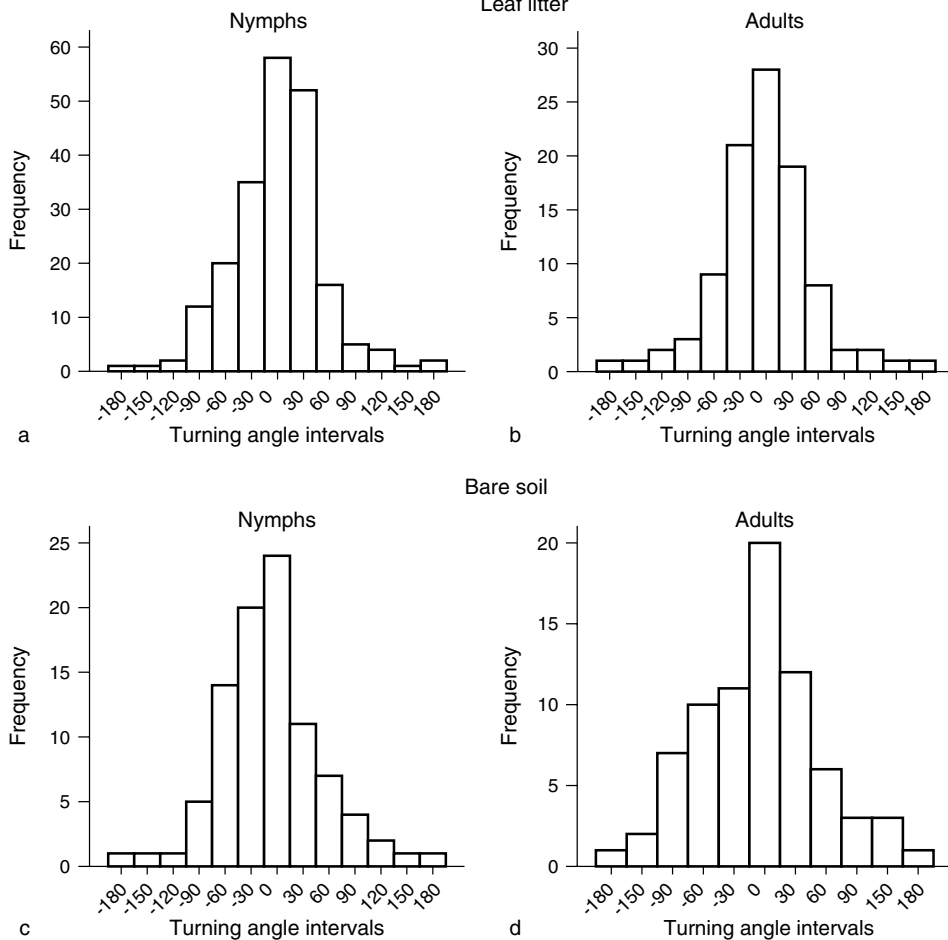 Leaf litter
Nymphs
Adults
Frequency
60
50
40
30
20
10
0
-180 -150 -120 -90 -60 -30 0 30 60 90 120 150 180
a
Turning angle intervals
Frequency
30
25
20
15
10
5
0
-180 -150 -120 -90 -60 -30 0 30 60 90 120 150 180
b
Turning angle intervals
Bare soil
Nymphs
Adults
Frequency
25
20
15
10
5
0
-180 -150 -120 -90 -60 -30 0 30 60 90 120 150 180
c
Turning angle intervals
Frequency
20
15
10
5
0
-180 -150 -90 -60 -30 0 30 60 90 150 180
d
Turning angle intervals